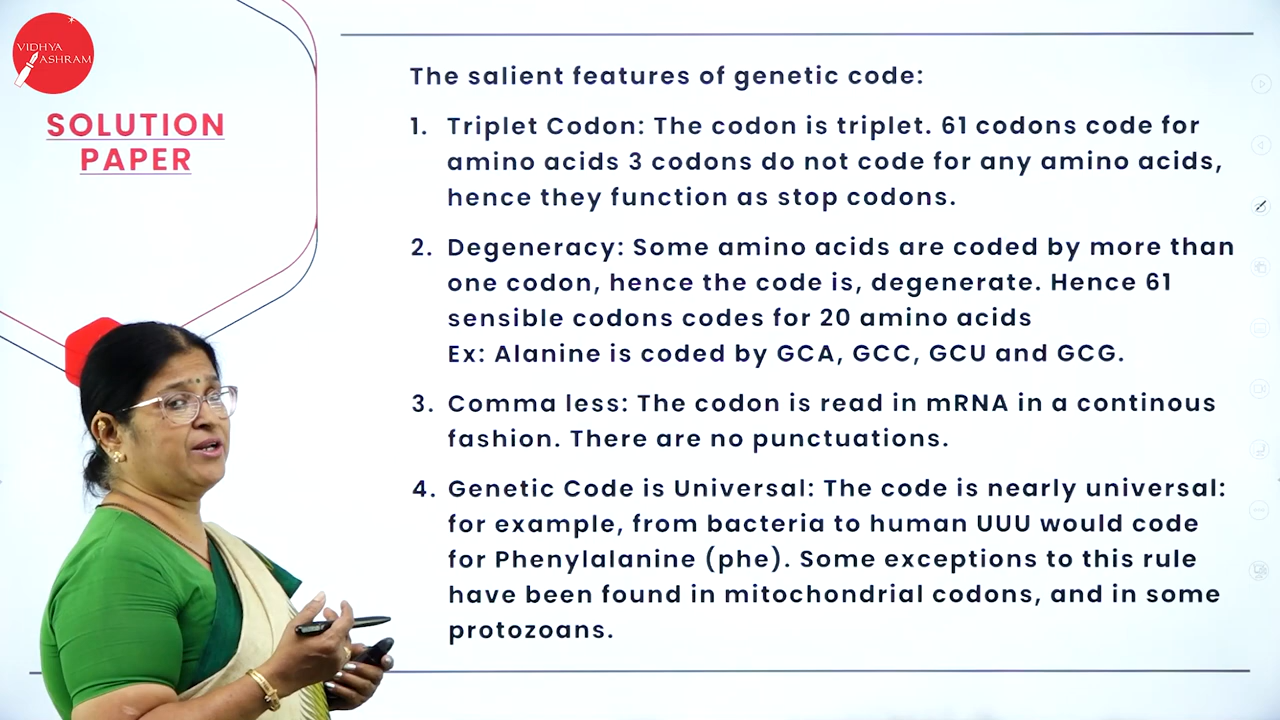 VIDHYA
ASHRAM
SOLUTION
PAPER
The salient features of genetic code:
1. Triplet Codon: The codon is triplet. 61 codons code for
amino acids 3 codons do not code for any amino acids,
hence they function as stop codons.
2. Degeneracy: Some amino acids are coded by more than
one codon, hence the code is, degenerate. Hence 61
sensible codons codes for 20 amino acids
Ex: Alanine is coded by GCA, GCC, GCU and GCG.
3. Comma less: The codon is read in mRNA in a continous
fashion. There are no punctuations.
4. Genetic Code is Universal: The code is nearly universal:
for example, from bacteria to human UUU would code
for Phenylalanine (phe). Some exceptions to this rule
have been found in mitochondrial codons, and in some
protozoans.